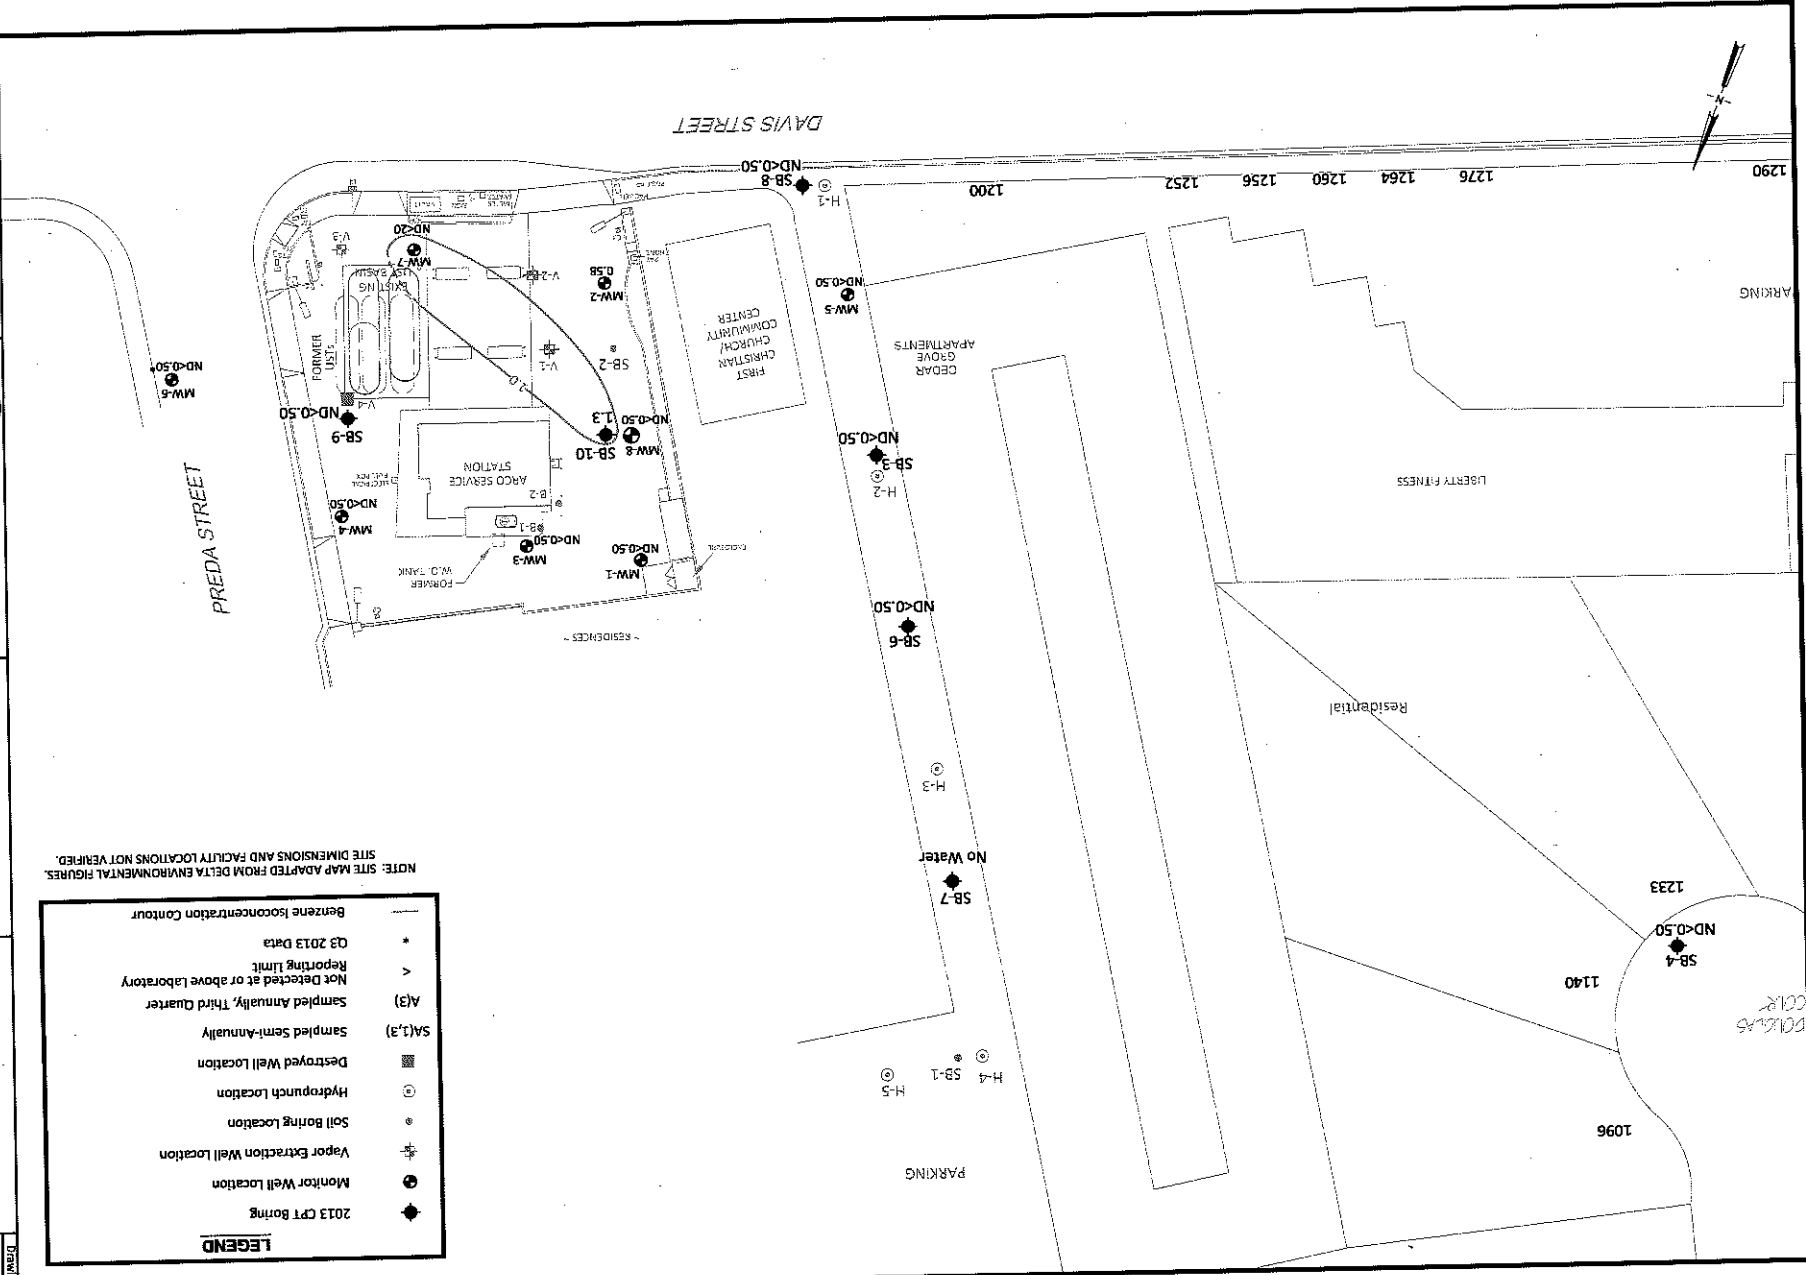 LEGEND
2013 CPT Boring
Monitor Well Location
Vapor Extraction Well Location
Soil Boring Location
Hydropunch Location
Destroyed Well Location
SA(1,3) Sampled Semi-Annually
A(3) Sampled Annually, Third Quarter
< Not Detected at or above Laboratory
Reporting Limit
* Q3 2013 Data
Benzene Isoconcentration Contour
NOTE: SITE MAP ADAPTED FROM DELTA ENVIRONMENTAL FIGURES.
SITE DIMENSIONS AND FACILITY LOCATIONS NOT VERIFIED.
1096
PARKING
H-4
SB-1
H-5
DOUGLAS
1140
SB-4
ND<0.50
1233
SB-7
No Water
H-3
Residential
SB-6
ND<0.50
~ RESIDENCES ~
PREDA STREET
FORMER
W.O. TANK
MW-1
ND<0.50
MW-3
ND<0.50
MW-4
ND<0.50
B-1
B-2
ARCO SERVICE
STATION
LIBERTY FITNESS
H-2
SB-3
ND<0.50
MW-8
ND<0.50
SB-10
1.3
SB-9
ND<0.50
V-4
MW-6
ND<0.50
1.0
SB-2
V-1
FORMER
USTs
FIRST
CHRISTIAN
CHURCH/
COMMUNITY
CENTER
CEDAR
GROVE
APARTMENTS
MW-5
ND<0.50
MW-2
0.58
V-2
EXISTING
UST BASIN
MW-7
ND<20
V-3
H-1
SB-8
ND<0.50
1290
1276
1264
1260
1256
1252
1200
DAVIS STREET
N